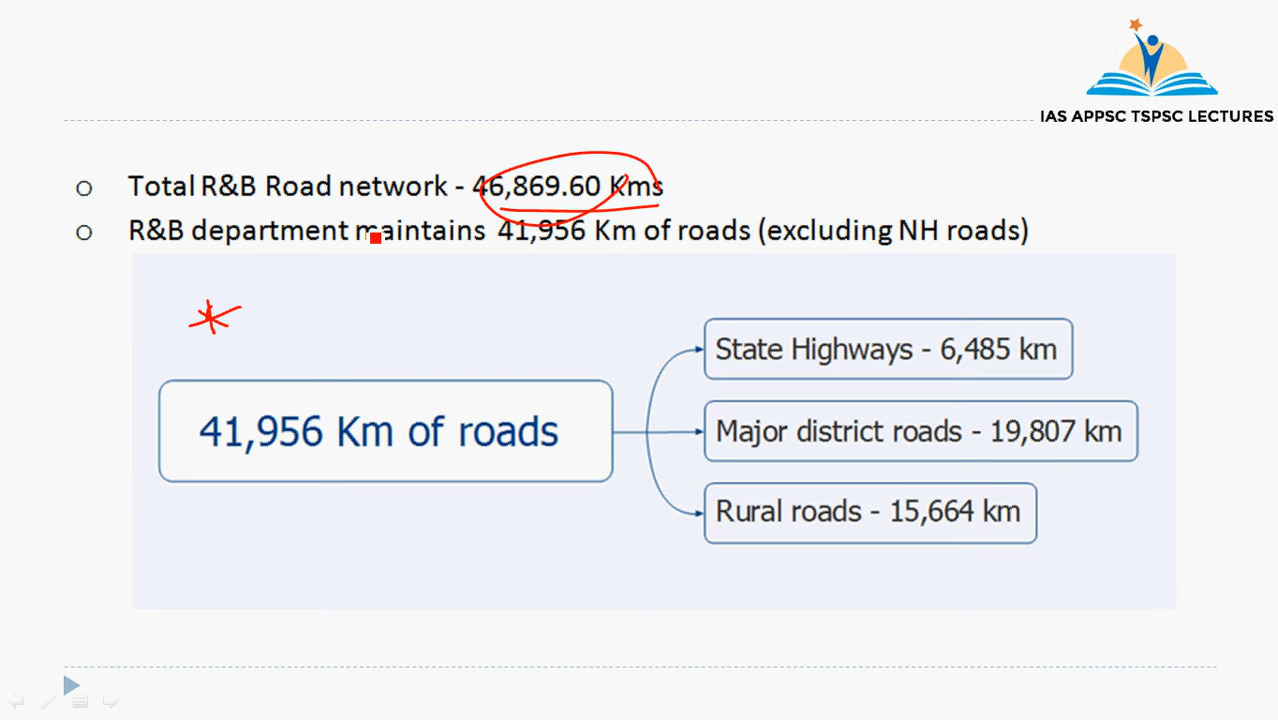 IAS APPSC TSPSC LECTURES
Total R&B Road network - 46,869.60 Kms
R&B department maintains 41,956 Km of roads (excluding NH roads)
State Highways - 6,485 km
41,956 Km of roads
Major district roads - 19,807 km
Rural roads - 15,664 km